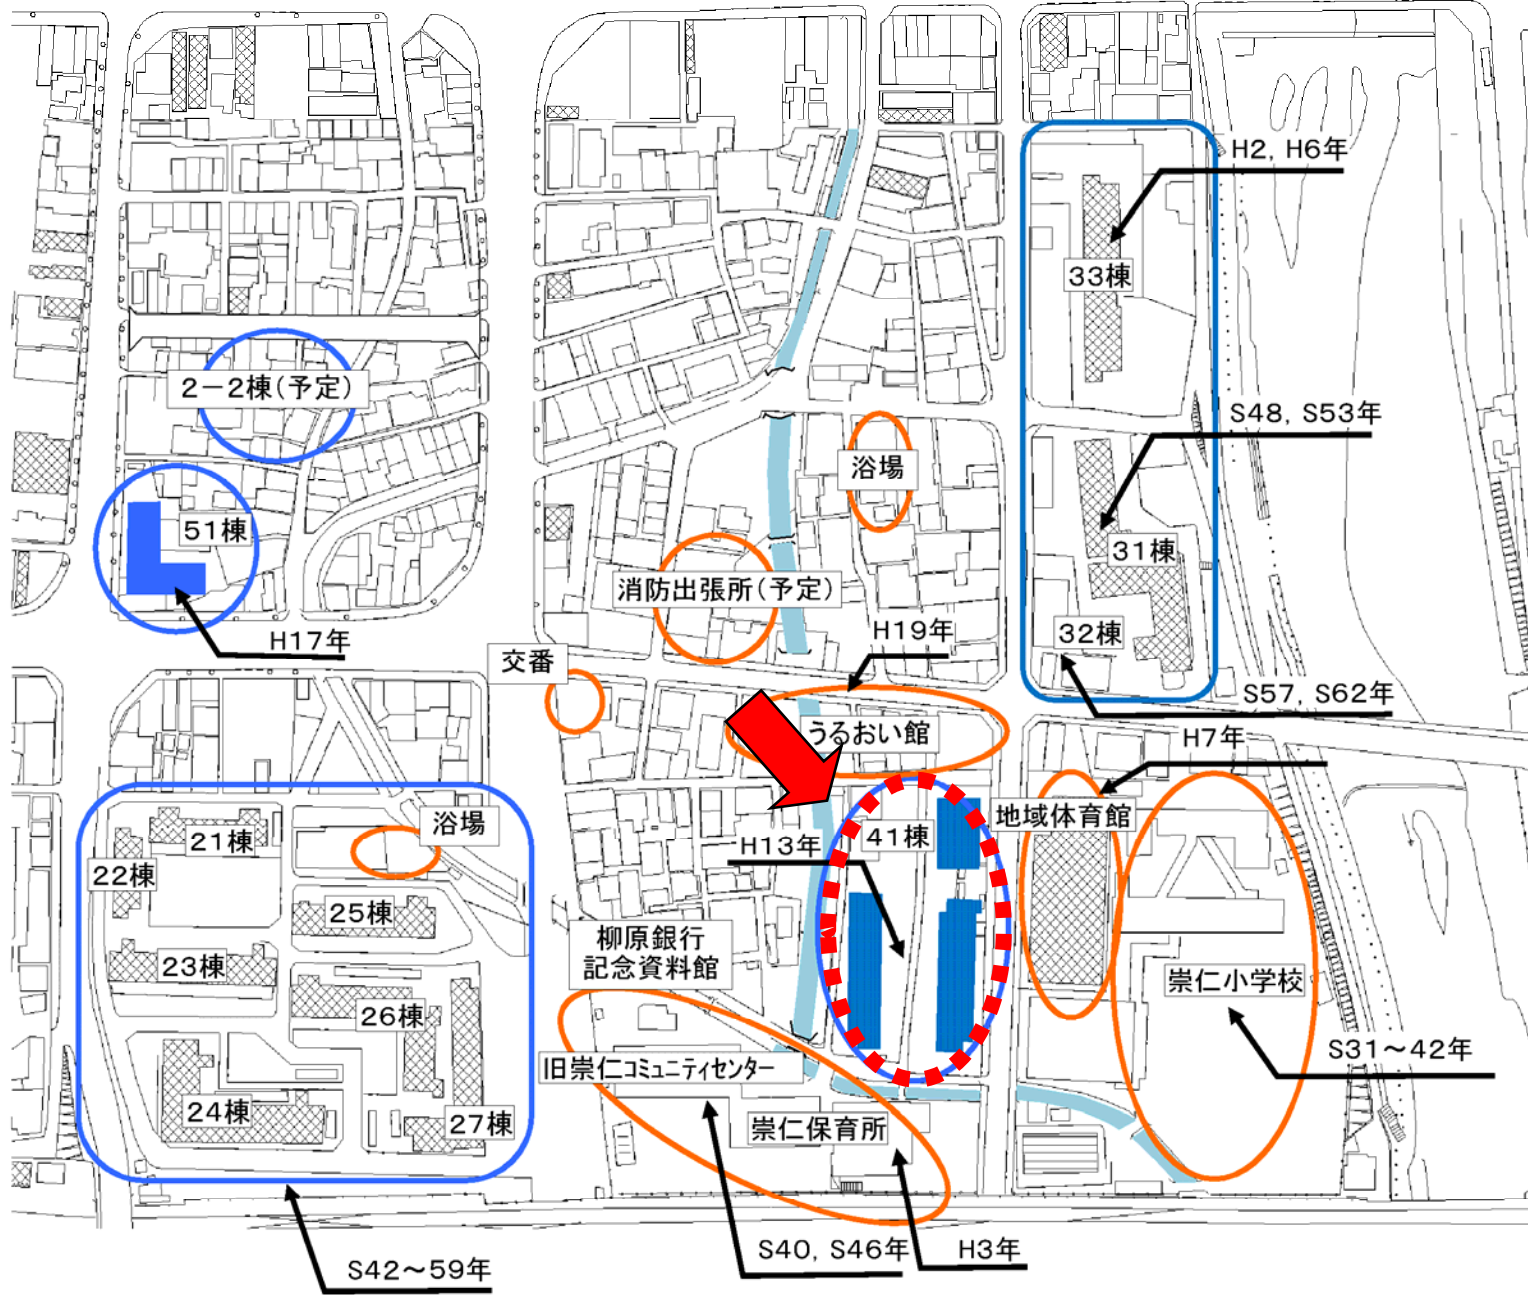 H2, H6年
33棟
2－2棟(予定)
S48, S53年
浴場
51棟
31棟
消防出張所(予定)
H17年
H19年
32棟
交番
S57, S62年
うるおい館
H7年
地域体育館
浴場
21棟
41棟
H13年
22棟
25棟
柳原銀行
記念資料館
23棟
崇仁小学校
26棟
旧崇仁コミュニティセンター
S31～42年
24棟
27棟
崇仁保育所
S40, S46年
H3年
S42～59年